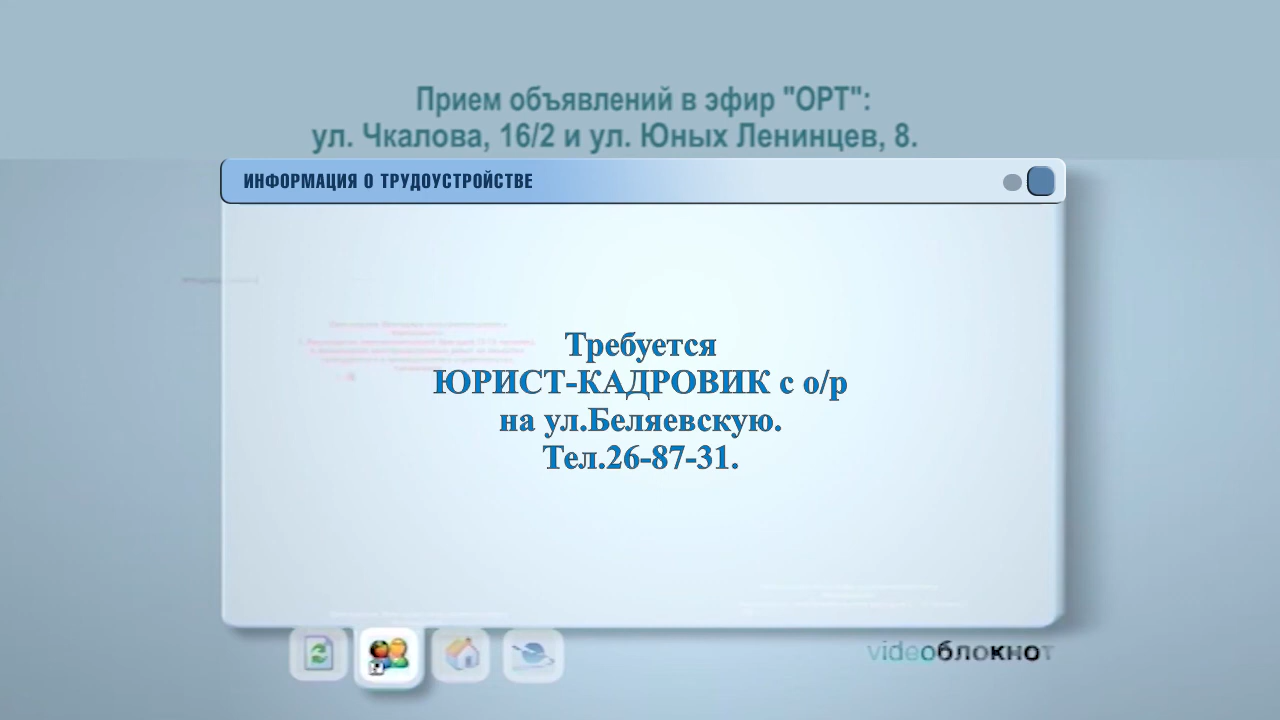 Прием объявлений в эфир "ОРТ":
ул. Чкалова, 16/2 и ул. Юных Ленинцев, 8.
ИНФОРМАЦИЯ О ТРУДОУСТРОЙСТВЕ
Требуется
ЮРИСТ-КАДРОВИК с о/р
на ул.Беляевскую.
Тел.26-87-31.
videoблокнот